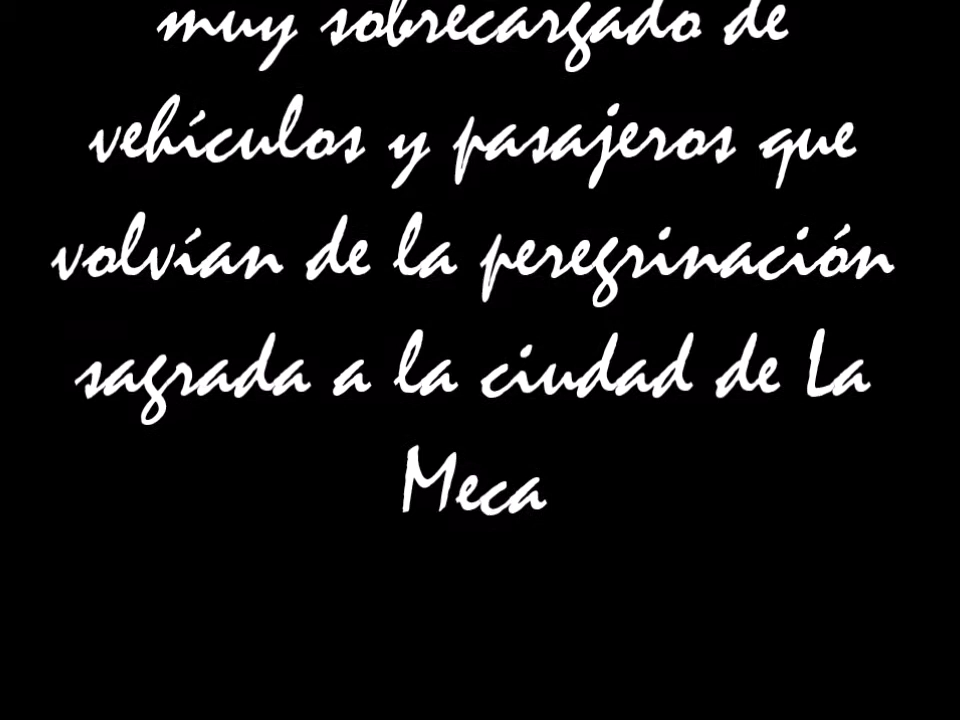 muy sobrecargado de
vehículos y pasajeros que
volvían de la peregrinación
sagrada a la ciudad de La
Meca